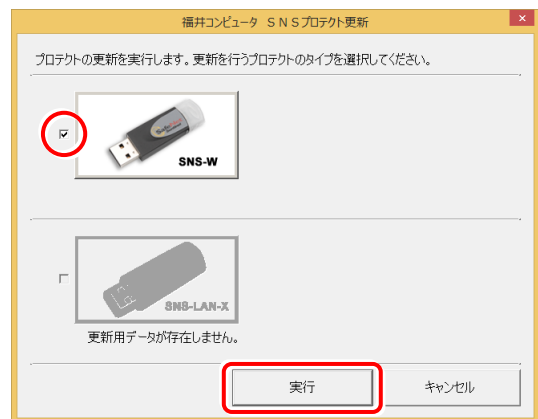 福井コンピュータ SNSプロテクト更新
プロテクトの更新を実行します。更新を行うプロテクトのタイプを選択してください。
SNS-W
SNS-LAN-X
更新用データが存在しません。
実行
キャンセル